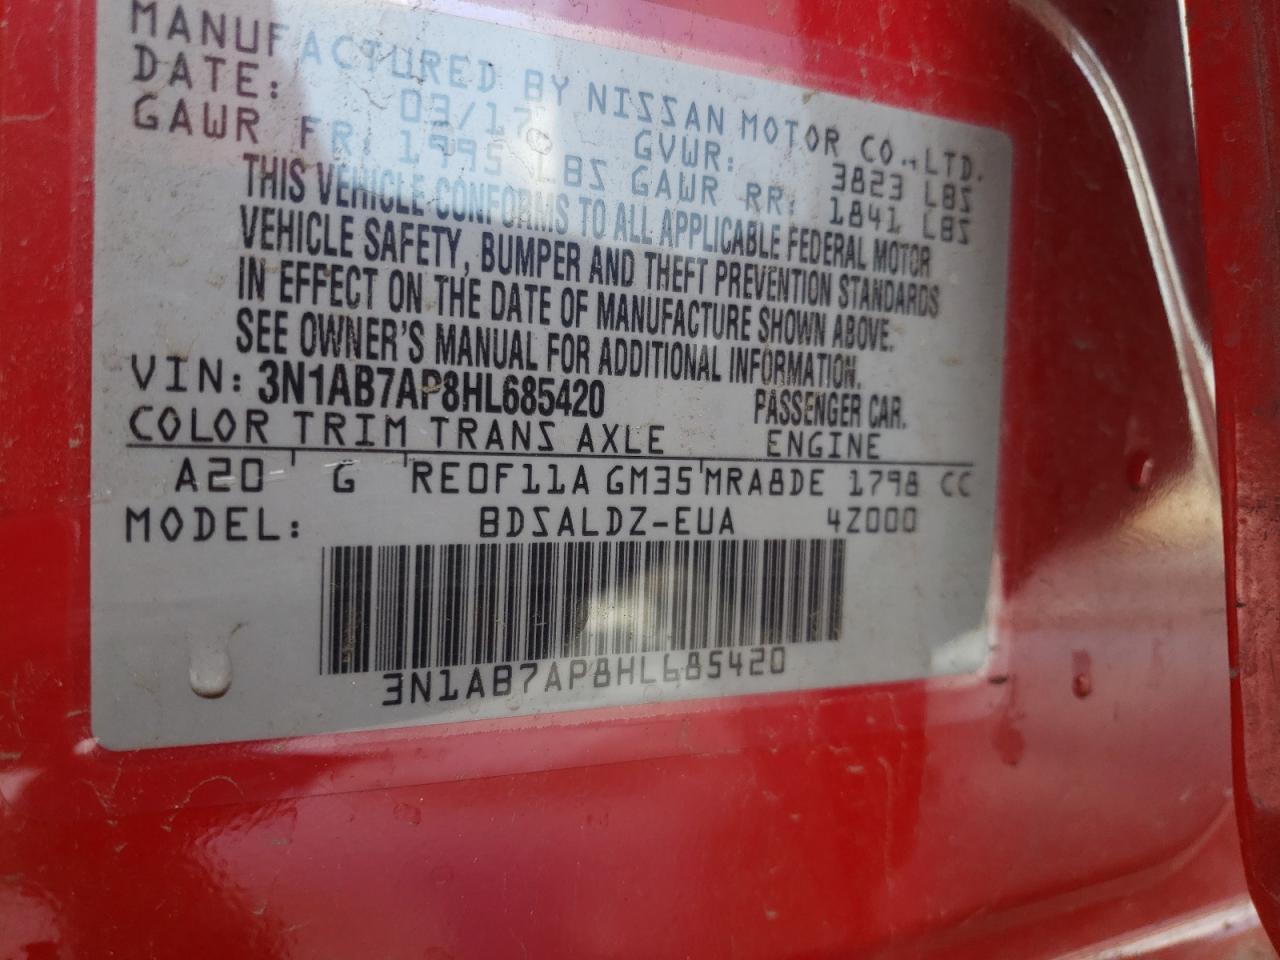 MANUFACTURED BY NISSAN MOTOR CO., LTD.
DATE: 03/17 GVWR: 3823 LBS
GAWR FR: 1995 LBS GAWR RR: 1841 LBS
THIS VEHICLE CONFORMS TO ALL APPLICABLE FEDERAL MOTOR
VEHICLE SAFETY, BUMPER AND THEFT PREVENTION STANDARDS
IN EFFECT ON THE DATE OF MANUFACTURE SHOWN ABOVE.
SEE OWNER'S MANUAL FOR ADDITIONAL INFORMATION.
VIN: 3N1AB7AP8HL685420 PASSENGER CAR.
COLOR TRIM TRANS AXLE ENGINE
A20 G RE0F11A GM35 MRA8DE 1798 CC
MODEL: BDSALDZ-EUA 4Z000
3N1AB7AP8HL685420